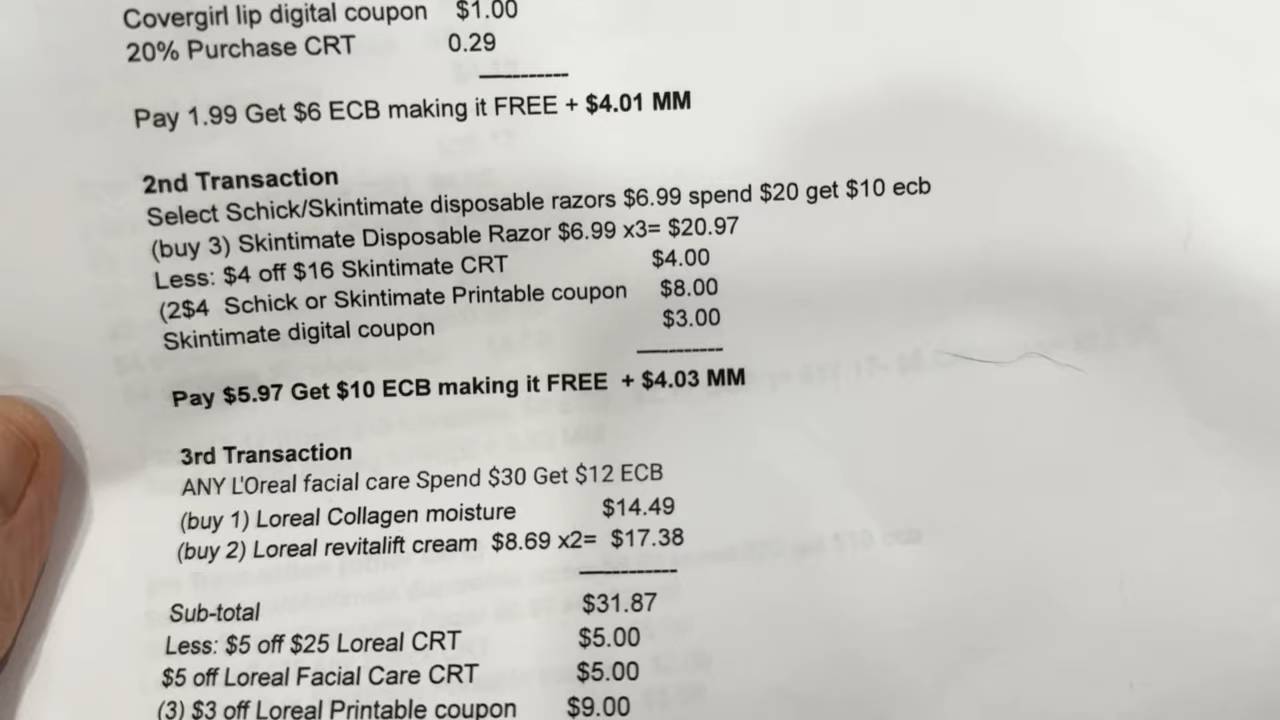 Covergirl lip digital coupon $1.00
20% Purchase CRT 0.29
----------
Pay 1.99 Get $6 ECB making it FREE + $4.01 MM
2nd Transaction
Select Schick/Skintimate disposable razors $6.99 spend $20 get $10 ecb
(buy 3) Skintimate Disposable Razor $6.99 x3= $20.97
Less: $4 off $16 Skintimate CRT $4.00
(2$4 Schick or Skintimate Printable coupon $8.00
Skintimate digital coupon $3.00
----------
Pay $5.97 Get $10 ECB making it FREE + $4.03 MM
3rd Transaction
ANY L'Oreal facial care Spend $30 Get $12 ECB
(buy 1) Loreal Collagen moisture $14.49
(buy 2) Loreal revitalift cream $8.69 x2= $17.38
----------
Sub-total $31.87
Less: $5 off $25 Loreal CRT $5.00
$5 off Loreal Facial Care CRT $5.00
(3) $3 off Loreal Printable coupon $9.00